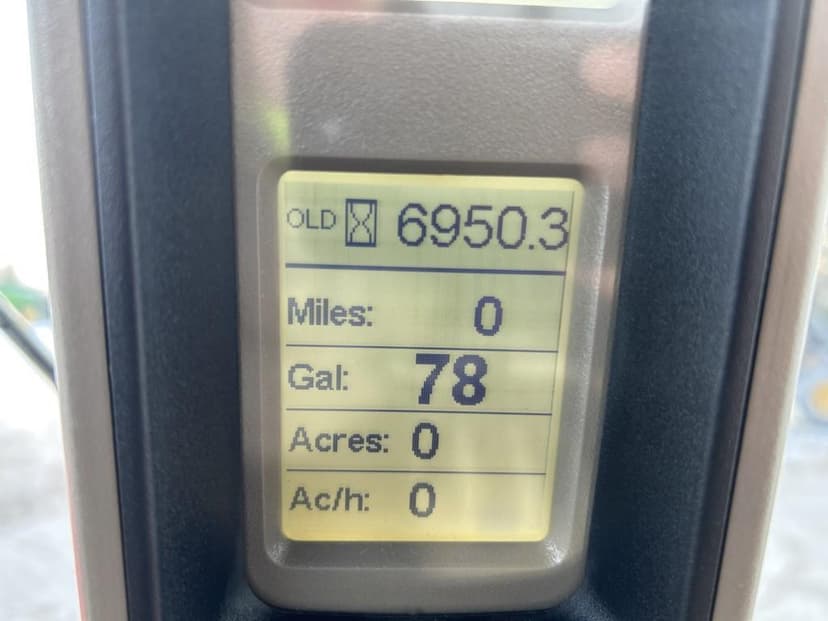 OLD 6950.3
Miles: 0
Gal: 78
Acres: 0
Ac/h: 0